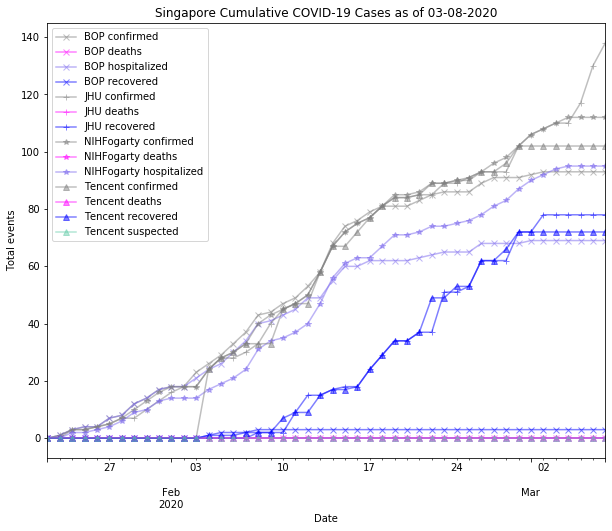 Singapore Cumulative COVID-19 Cases as of 03-08-2020
140
120
100
80
60
40
20
0
Total events
BOP confirmed
BOP deaths
BOP hospitalized
BOP recovered
JHU confirmed
JHU deaths
JHU recovered
NIHFogarty confirmed
NIHFogarty deaths
NIHFogarty hospitalized
Tencent confirmed
Tencent deaths
Tencent recovered
Tencent suspected
27 03 10 17 24 02
Feb Mar
2020
Date